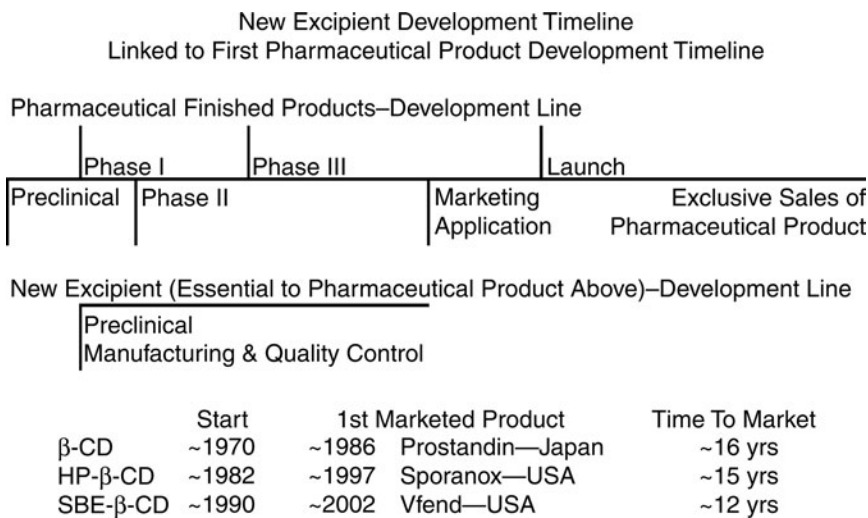 New Excipient Development Timeline
Linked to First Pharmaceutical Product Development Timeline
Pharmaceutical Finished Products–Development Line
Phase I Phase III Launch
Preclinical Phase II Marketing Exclusive Sales of
Application Pharmaceutical Product
New Excipient (Essential to Pharmaceutical Product Above)–Development Line
Preclinical
Manufacturing & Quality Control
Start 1st Marketed Product Time To Market
β-CD ~1970 ~1986 Prostandin—Japan ~16 yrs
HP-β-CD ~1982 ~1997 Sporanox—USA ~15 yrs
SBE-β-CD ~1990 ~2002 Vfend—USA ~12 yrs